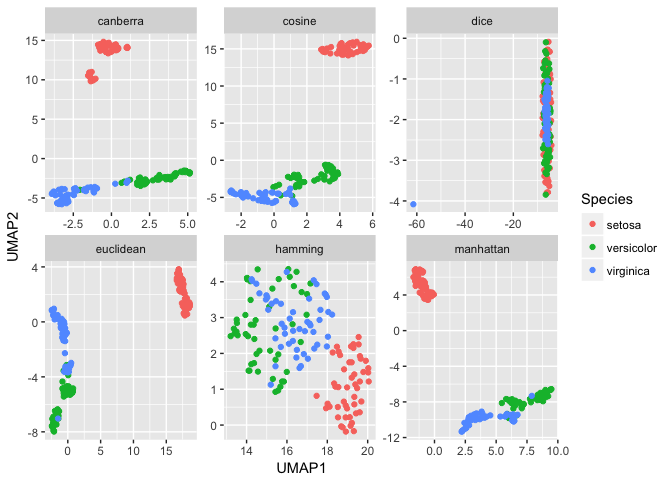 canberra cosine dice
15
10
5
0
-5
-2.5 0.0 2.5 5.0
15
10
5
0
-5
0 2 4 6
0
-1
-2
-3
-4
-60 -40 -20
euclidean hamming manhattan
4
0
-4
-8
0 5 10 15
4
3
2
1
0
14 16 18 20
4
0
-4
-8
-12
0.0 2.5 5.0 7.5 10.0
UMAP2
UMAP1
Species
setosa
versicolor
virginica